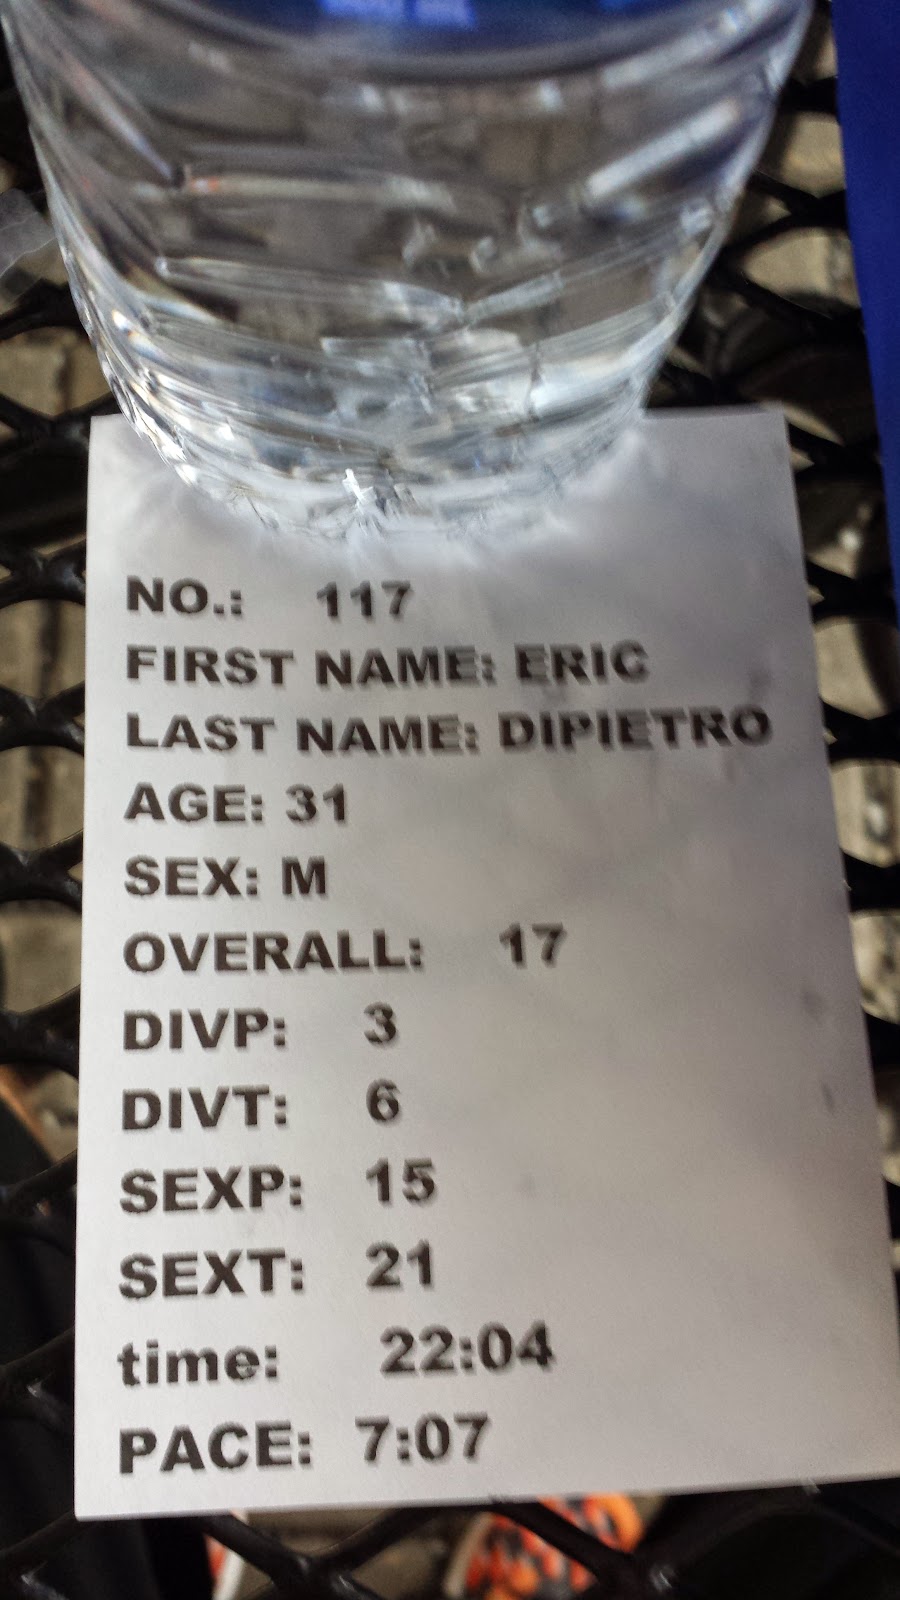 NO.: 117
FIRST NAME: ERIC
LAST NAME: DIPIETRO
AGE: 31
SEX: M
OVERALL: 17
DIVP: 3
DIVT: 6
SEXP: 15
SEXT: 21
time: 22:04
PACE: 7:07